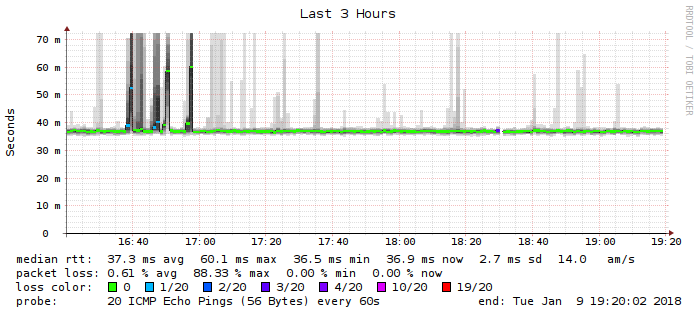 Last 3 Hours
RRDTOOL / TOBI OETIKER
Seconds
70 m
60 m
50 m
40 m
30 m
20 m
10 m
0
16:40 17:00 17:20 17:40 18:00 18:20 18:40 19:00 19:20
median rtt: 37.3 ms avg 60.1 ms max 36.5 ms min 36.9 ms now 2.7 ms sd 14.0 am/s
packet loss: 0.61 % avg 88.33 % max 0.00 % min 0.00 % now
loss color: 0 1/20 2/20 3/20 4/20 10/20 19/20
probe: 20 ICMP Echo Pings (56 Bytes) every 60s end: Tue Jan 9 19:20:02 2018